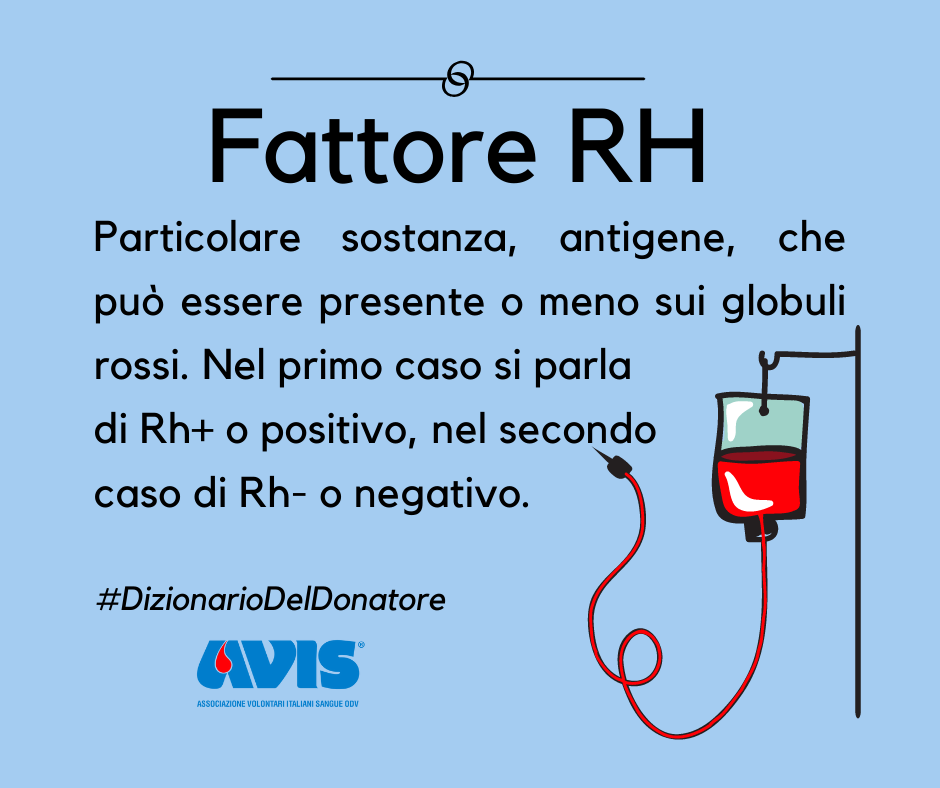 Fattore RH
Particolare sostanza, antigene, che
può essere presente o meno sui globuli
rossi. Nel primo caso si parla
di Rh+ o positivo, nel secondo
caso di Rh- o negativo.
#DizionarioDelDonatore
AVIS®
ASSOCIAZIONE VOLONTARI ITALIANI SANGUE ODV